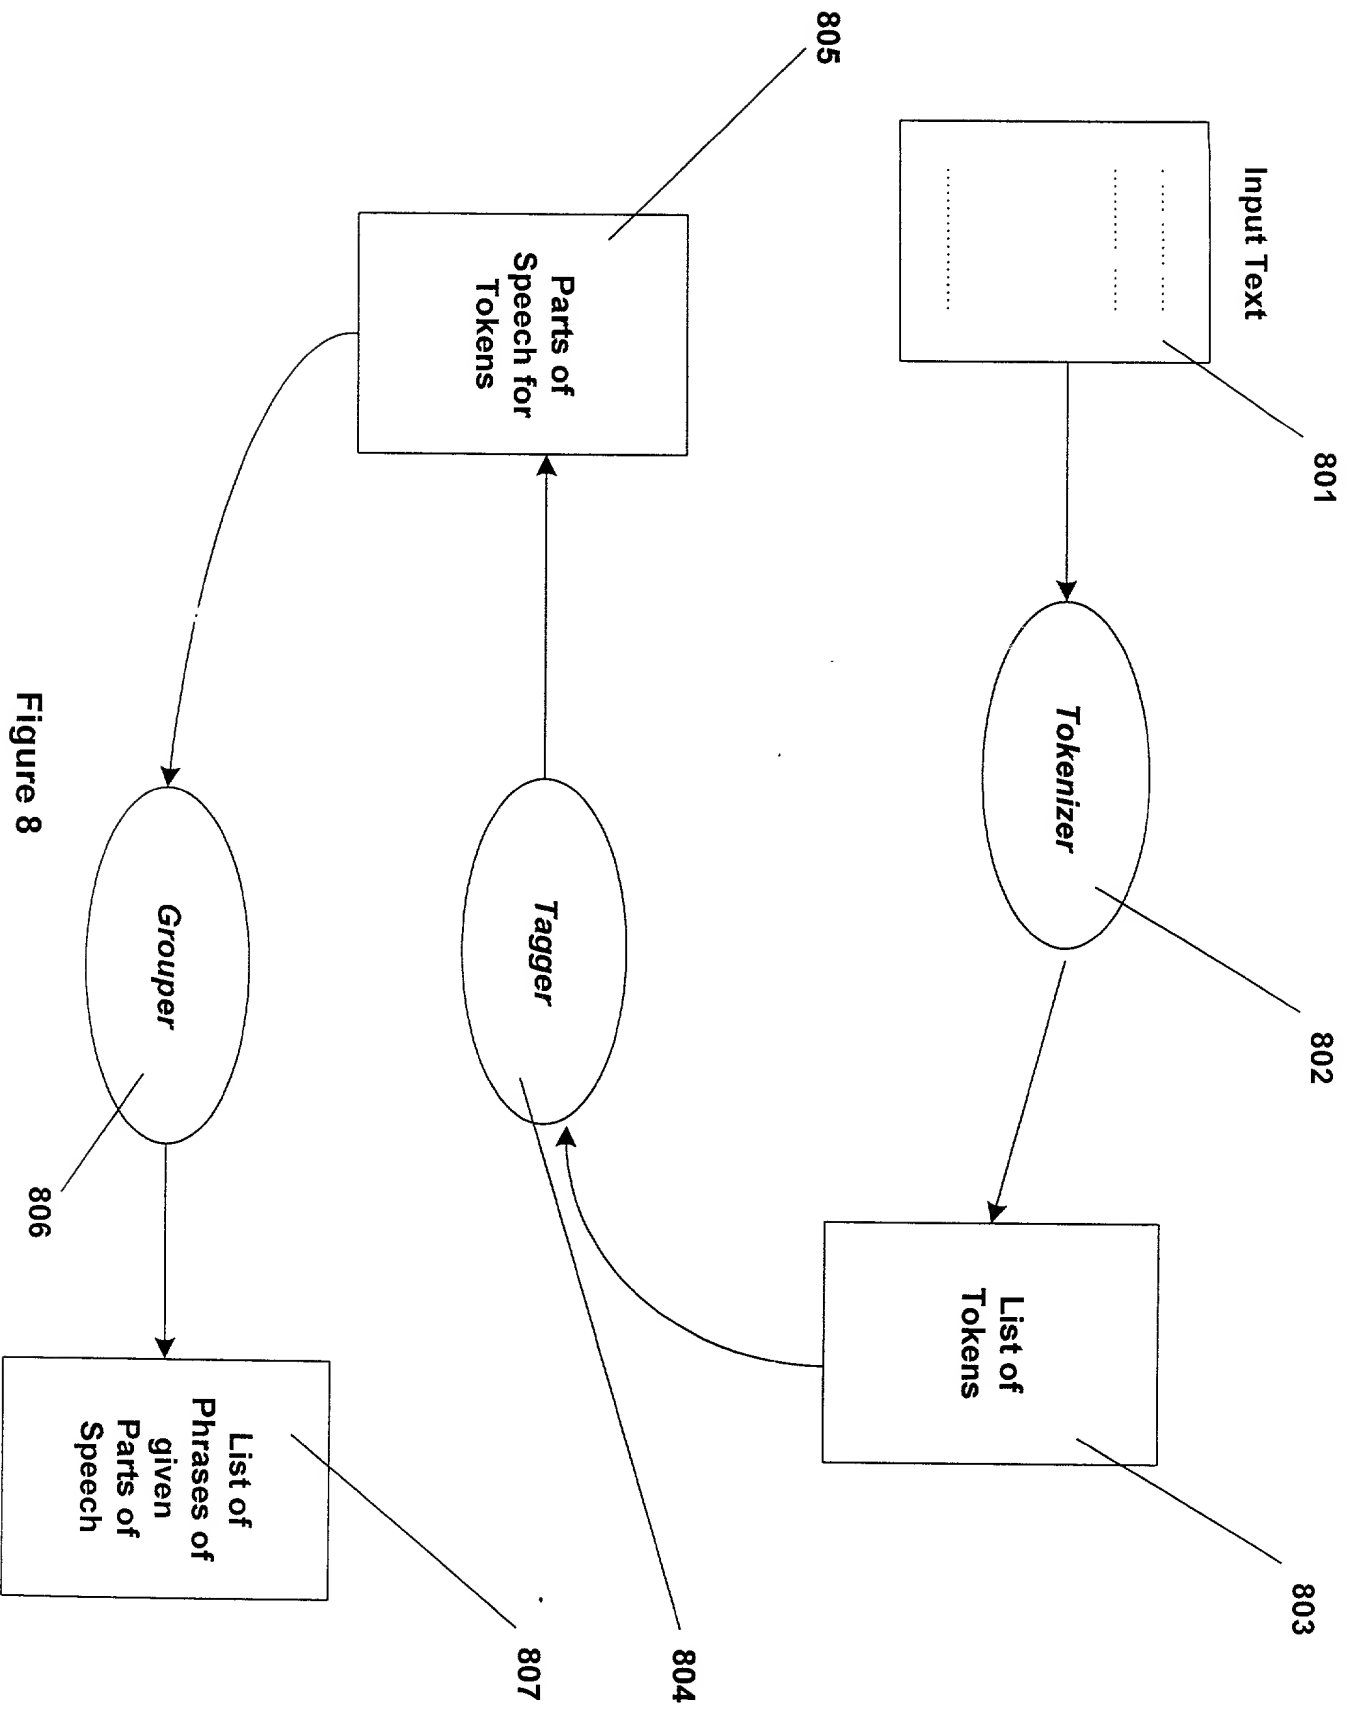 801
Input Text
802
Tokenizer
803
List of
Tokens
805
Parts of
Speech for
Tokens
Tagger
804
Grouper
806
List of
Phrases of
given
Parts of
Speech
807
Figure 8